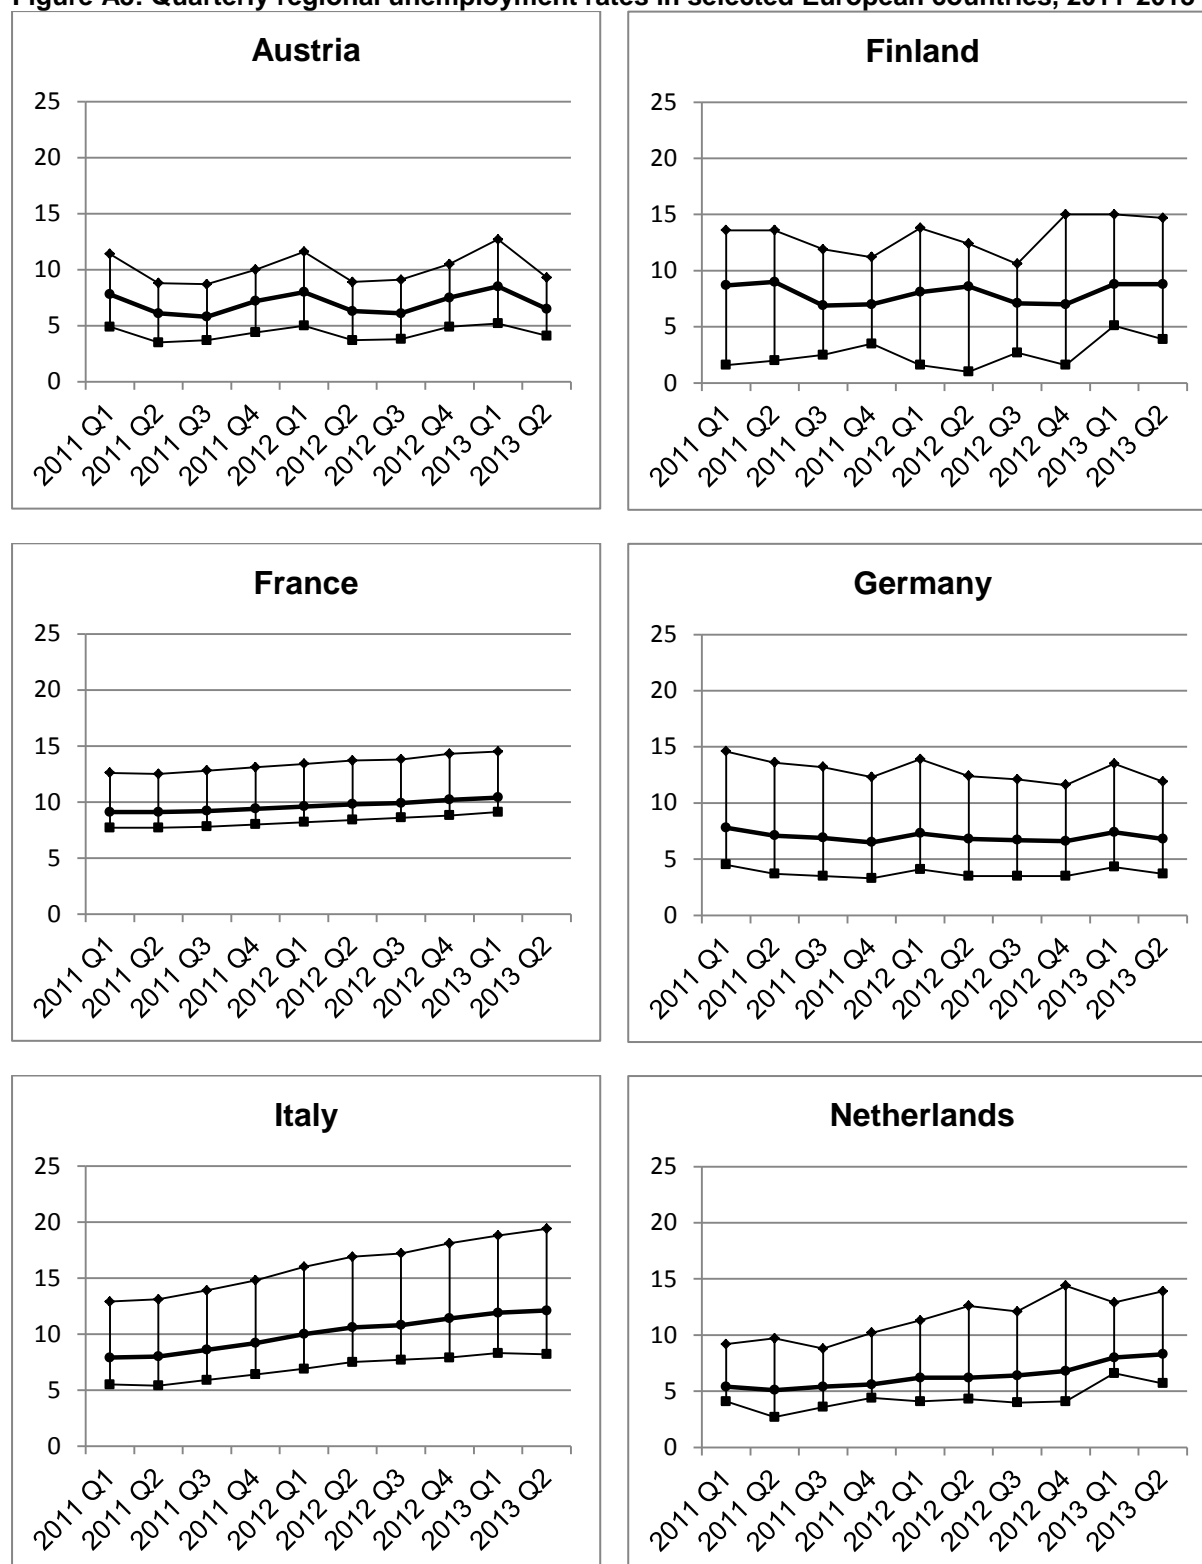 Figure A3: Quarterly regional unemployment rates in selected European countries, 2011-2013
Austria
25
20
15
10
5
0
2011 Q1
2011 Q2
2011 Q3
2011 Q4
2012 Q1
2012 Q2
2012 Q3
2012 Q4
2013 Q1
2013 Q2
Finland
25
20
15
10
5
0
2011 Q1
2011 Q2
2011 Q3
2011 Q4
2012 Q1
2012 Q2
2012 Q3
2012 Q4
2013 Q1
2013 Q2
France
25
20
15
10
5
0
2011 Q1
2011 Q2
2011 Q3
2011 Q4
2012 Q1
2012 Q2
2012 Q3
2012 Q4
2013 Q1
2013 Q2
Germany
25
20
15
10
5
0
2011 Q1
2011 Q2
2011 Q3
2011 Q4
2012 Q1
2012 Q2
2012 Q3
2012 Q4
2013 Q1
2013 Q2
Italy
25
20
15
10
5
0
2011 Q1
2011 Q2
2011 Q3
2011 Q4
2012 Q1
2012 Q2
2012 Q3
2012 Q4
2013 Q1
2013 Q2
Netherlands
25
20
15
10
5
0
2011 Q1
2011 Q2
2011 Q3
2011 Q4
2012 Q1
2012 Q2
2012 Q3
2012 Q4
2013 Q1
2013 Q2